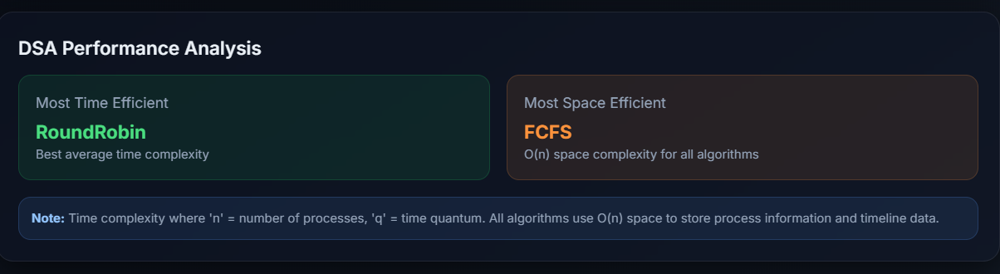 DSA Performance Analysis
Most Time Efficient
RoundRobin
Best average time complexity
Most Space Efficient
FCFS
O(n) space complexity for all algorithms
Note: Time complexity where 'n' = number of processes, 'q' = time quantum. All algorithms use O(n) space to store process information and timeline data.